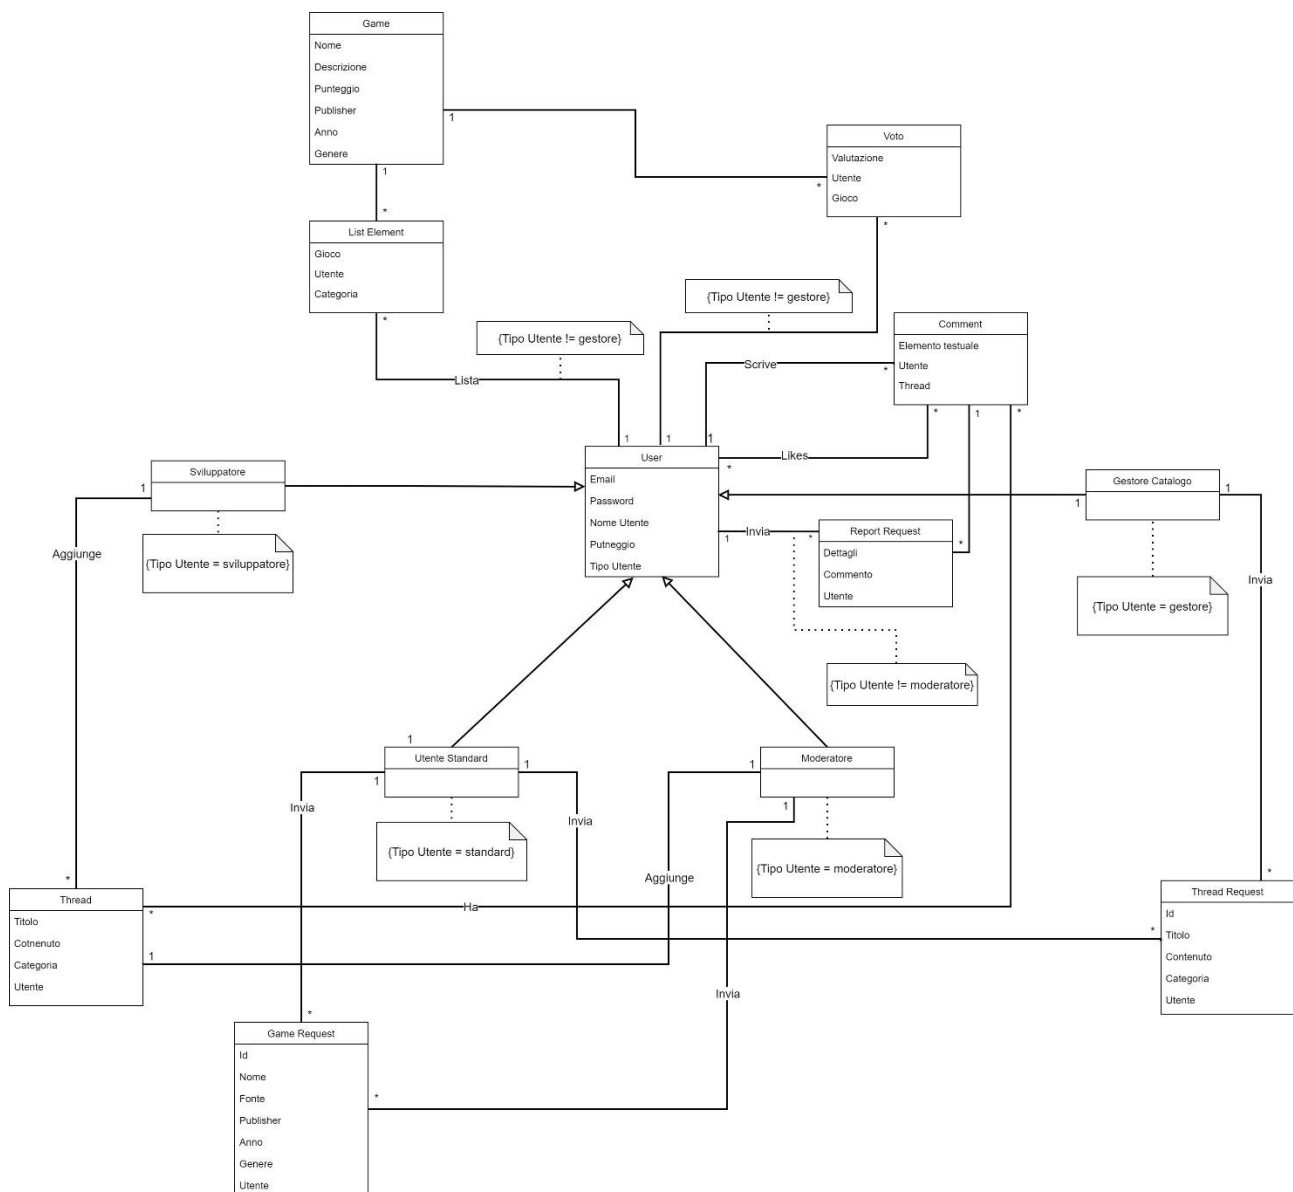 Game
Nome
Descrizione
Punteggio
Publisher
Anno
Genere
1
1
*
Voto
Valutazione
Utente
Gioco
*
*
List Element
Gioco
Utente
Categoria
*
{Tipo Utente != gestore}
{Tipo Utente != gestore}
Comment
Elemento testuale
Utente
Thread
Scrive
*
Lista
*
1
*
1
1
1
User
Email
Password
Nome Utente
Putneggio
Tipo Utente
Likes
*
Sviluppatore
1
{Tipo Utente = sviluppatore}
Aggiunge
Gestore Catalogo
1
1
{Tipo Utente = gestore}
Invia
Invia
1
*
Report Request
Dettagli
Commento
Utente
*
{Tipo Utente != moderatore}
1
Utente Standard
1
1
{Tipo Utente = standard}
Invia
Invia
Moderatore
1
1
{Tipo Utente = moderatore}
Aggiunge
Invia
*
Thread
Titolo
Cotnenuto
Categoria
Utente
*
Ha
1
*
Thread Request
Id
Titolo
Contenuto
Categoria
Utente
*
*
Game Request
Id
Nome
Fonte
Publisher
Anno
Genere
Utente
*